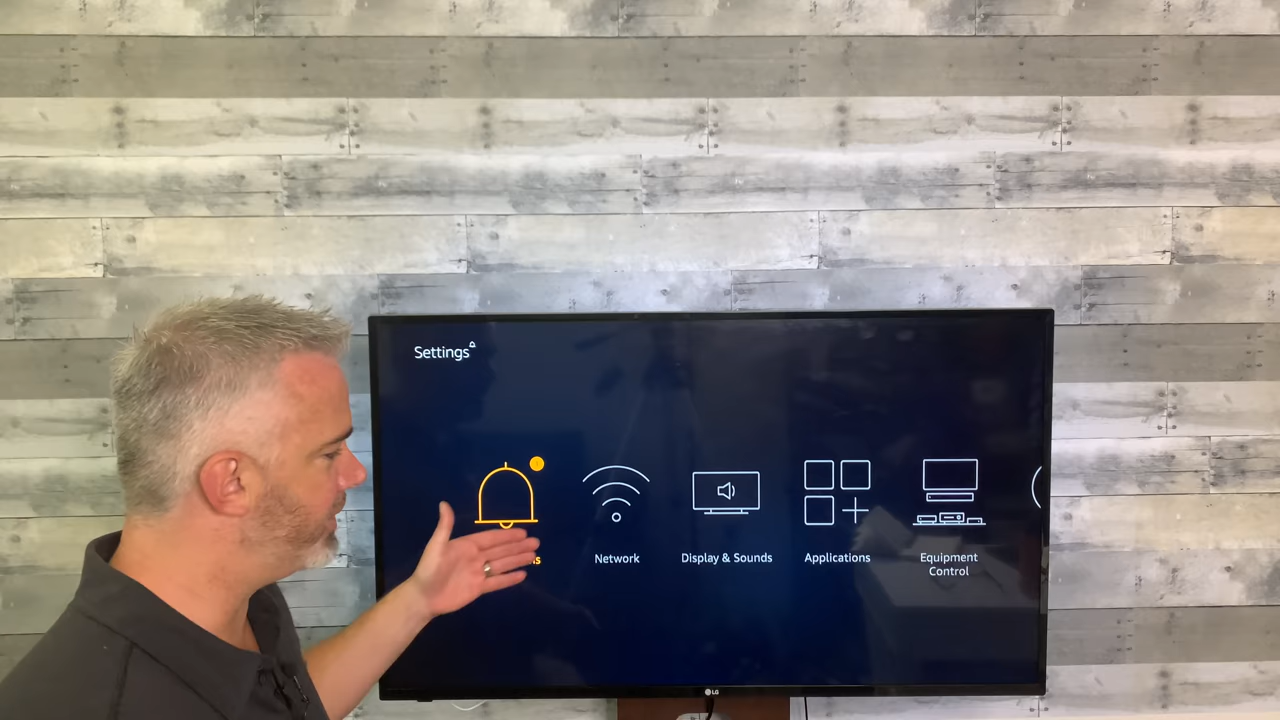 Settings
Network
Display & Sounds
Applications
Equipment
Control
LG